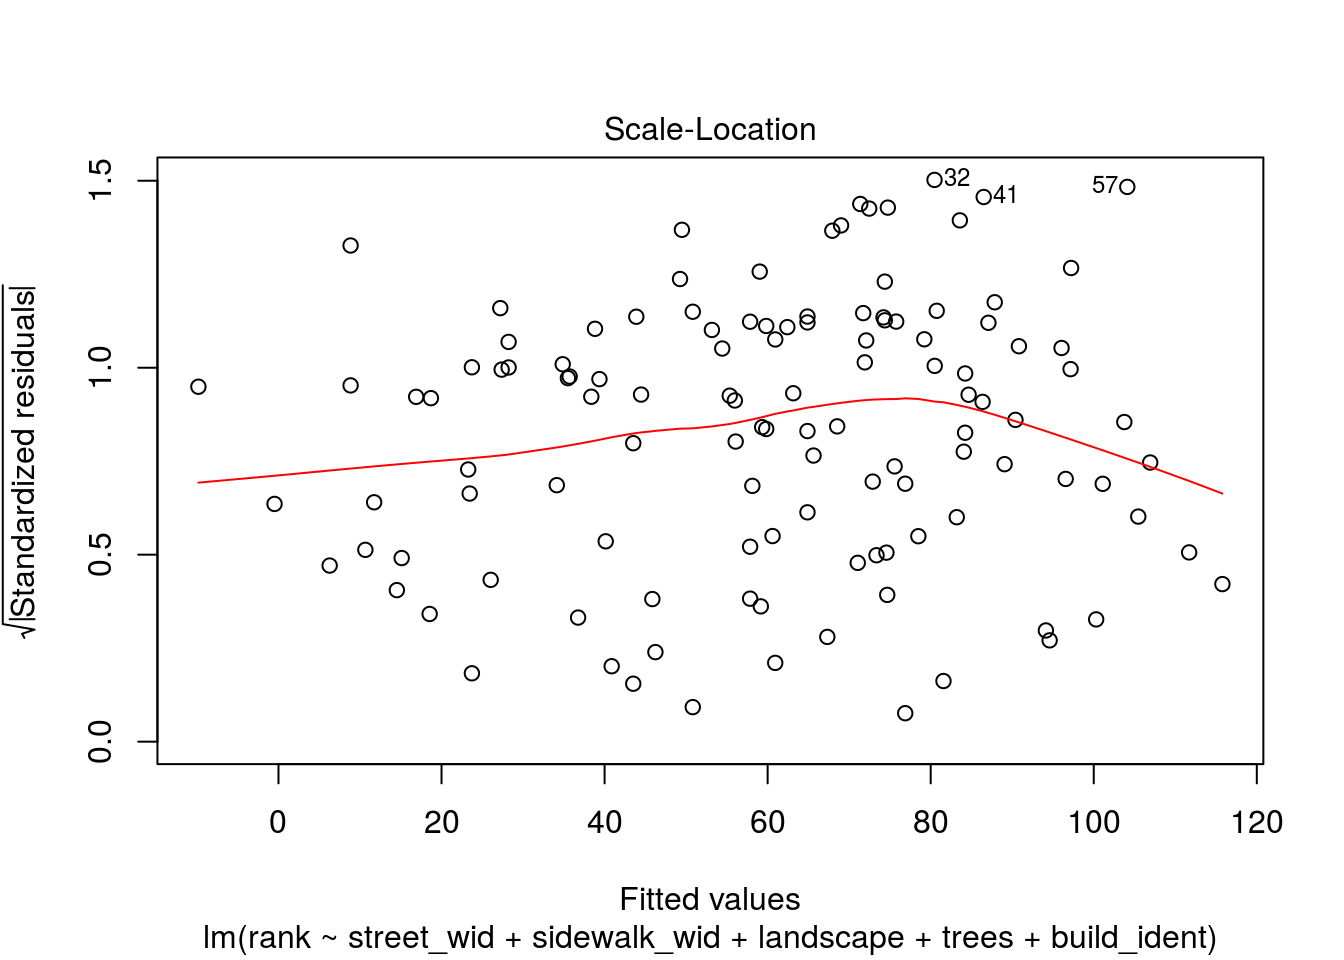 Scale-Location
√|Standardized residuals|
1.5
1.0
0.5
0.0
32
41
57
0 20 40 60 80 100 120
Fitted values
lm(rank ~ street_wid + sidewalk_wid + landscape + trees + build_ident)